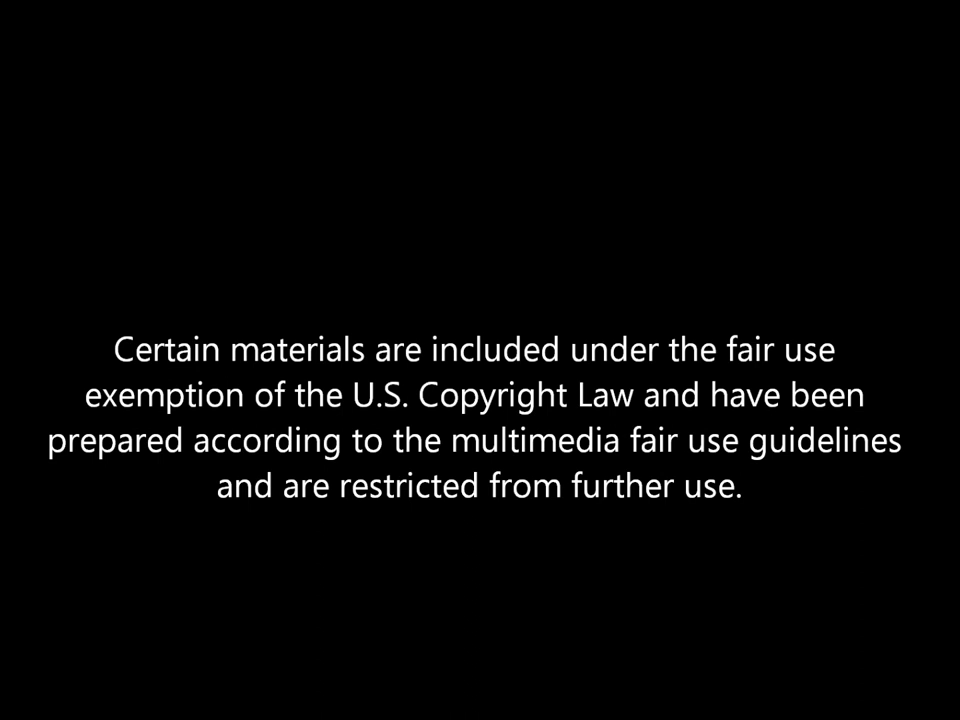 Certain materials are included under the fair use
exemption of the U.S. Copyright Law and have been
prepared according to the multimedia fair use guidelines
and are restricted from further use.